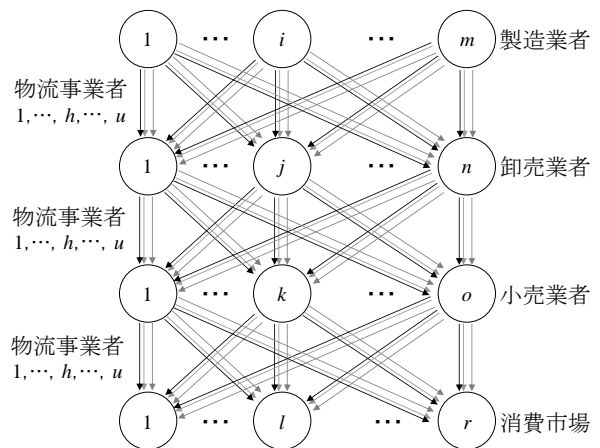 1 … i … m 製造業者
物流事業者
1,…, h,…, u
1 … j … n 卸売業者
物流事業者
1,…, h,…, u
1 … k … o 小売業者
物流事業者
1,…, h,…, u
1 … l … r 消費市場